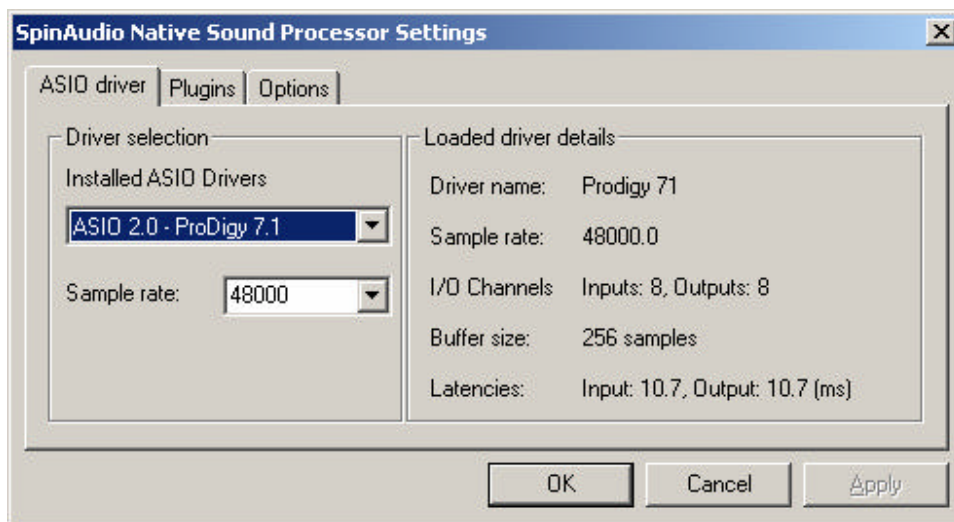 SpinAudio Native Sound Processor Settings
ASIO driver Plugins Options
Driver selection
Installed ASIO Drivers
ASIO 2.0 - ProDigy 7.1
Sample rate: 48000
Loaded driver details
Driver name: Prodigy 71
Sample rate: 48000.0
I/O Channels Inputs: 8, Outputs: 8
Buffer size: 256 samples
Latencies: Input: 10.7, Output: 10.7 (ms)
OK Cancel Apply